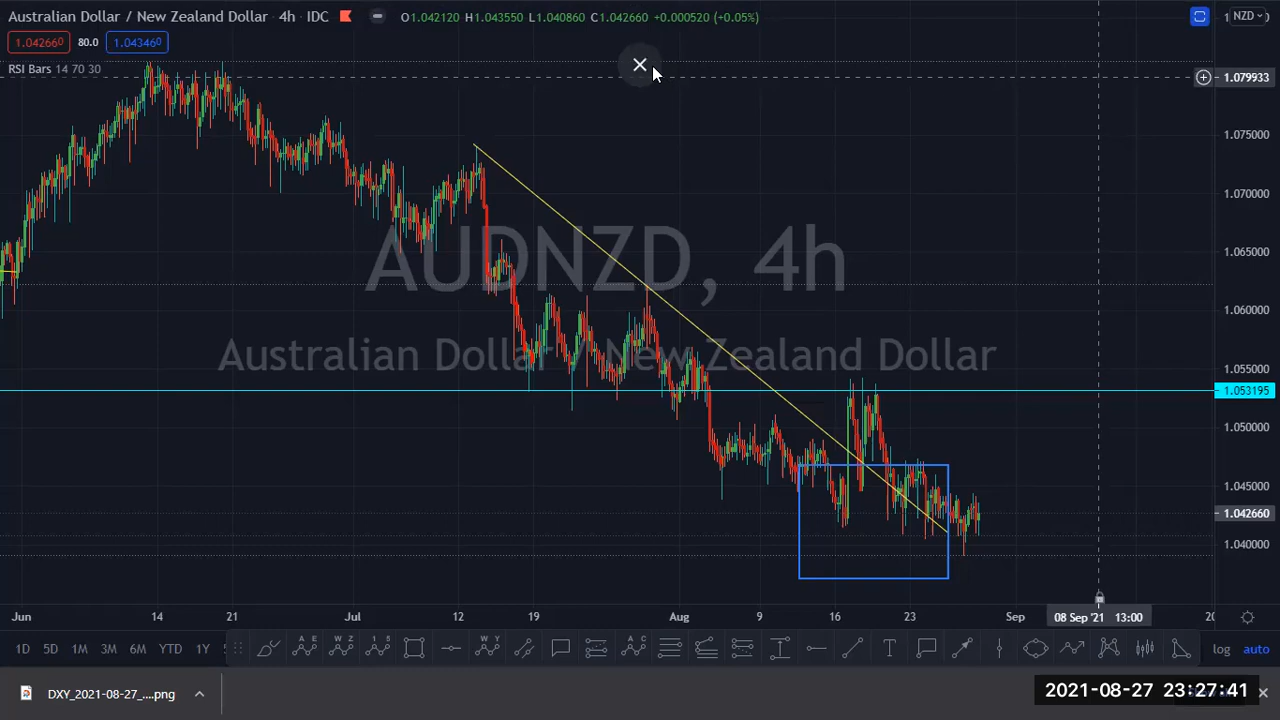 Australian Dollar / New Zealand Dollar · 4h · IDC O1.042120 H1.043550 L1.040860 C1.042660 +0.000520 (+0.05%) NZD
1.042660 80.0 1.043460
RSI Bars 14 70 30
1.079933
1.075000
1.070000
AUDNZD, 4h
1.065000
1.060000
Australian Dollar / New Zealand Dollar
1.055000
1.053195
1.050000
1.045000
1.042660
1.040000
Jun 14 21 Jul 12 19 Aug 9 16 23 Sep 08 Sep '21 13:00
1D 5D 1M 3M 6M YTD 1Y log auto
DXY_2021-08-27_....png
2021-08-27 23:27:41